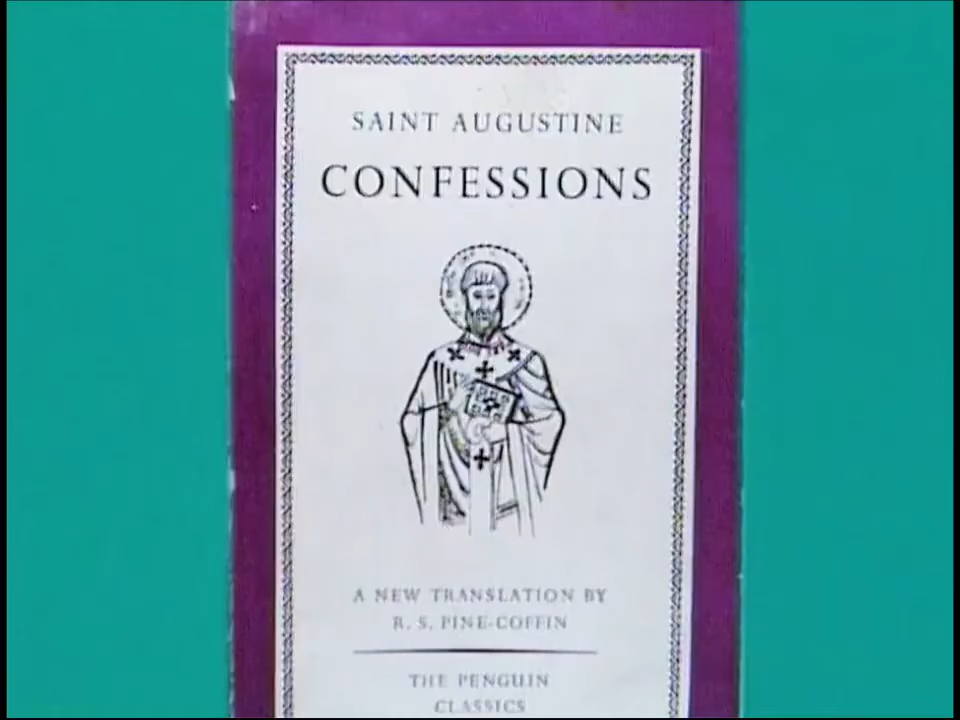 SAINT AUGUSTINE
CONFESSIONS
A NEW TRANSLATION BY
R. S. PINE-COFFIN
THE PENGUIN
CLASSICS